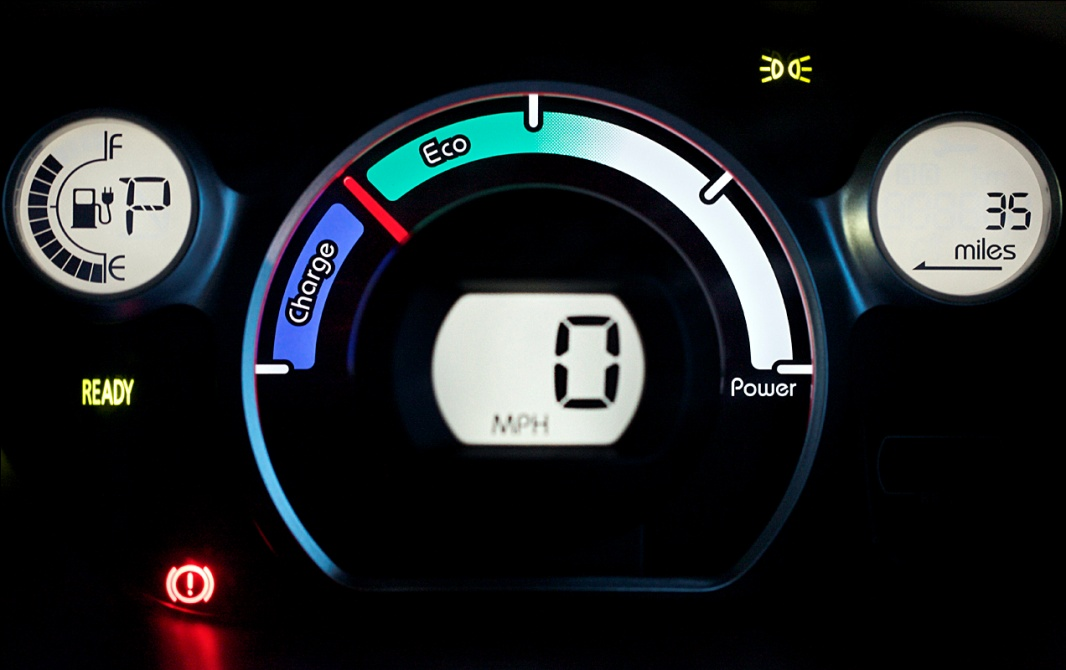 F
P
E
Eco
Charge
Power
0
MPH
35
miles
READY
!